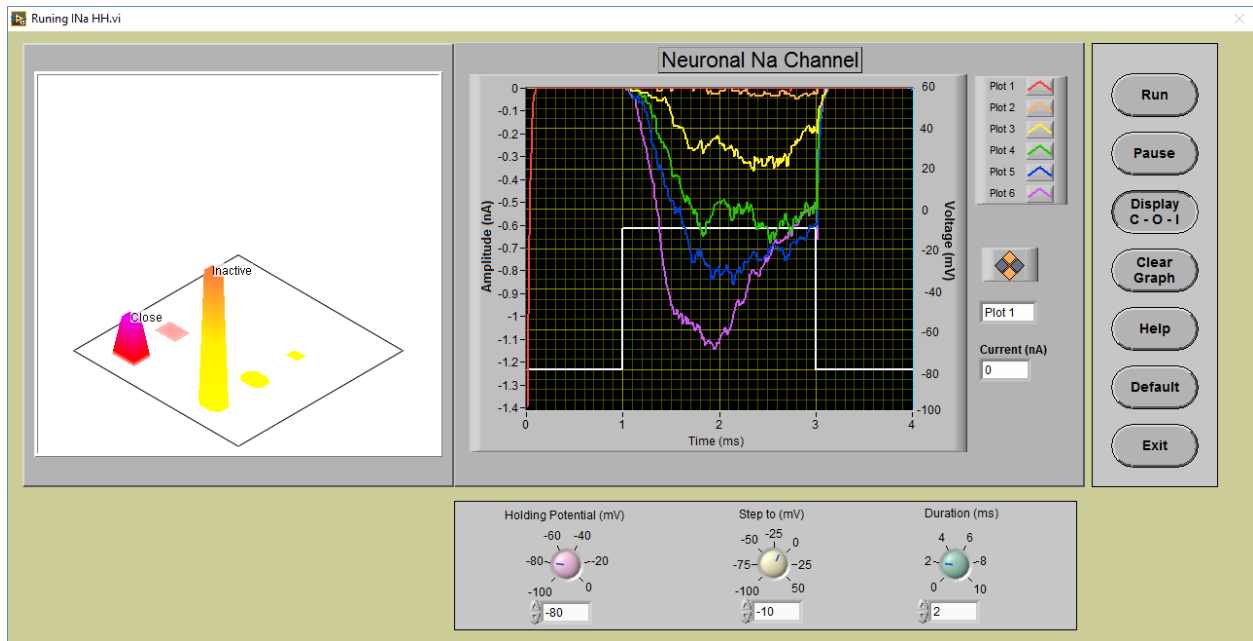 Runing INa HH.vi
Inactive
Close
Neuronal Na Channel
Amplitude (nA)
0
-0.1
-0.2
-0.3
-0.4
-0.5
-0.6
-0.7
-0.8
-0.9
-1
-1.1
-1.2
-1.3
-1.4
60
40
20
0
-20
-40
-60
-80
-100
Voltage (mV)
0 1 2 3 4
Time (ms)
Plot 1
Plot 2
Plot 3
Plot 4
Plot 5
Plot 6
Plot 1
Current (nA)
0
Run
Pause
Display
C - O - I
Clear
Graph
Help
Default
Exit
Holding Potential (mV)
-60 -40
-80 -20
-100 0
-80
Step to (mV)
-25
-50 0
-75 -25
-100 50
-10
Duration (ms)
4 6
2 -8
0 10
2